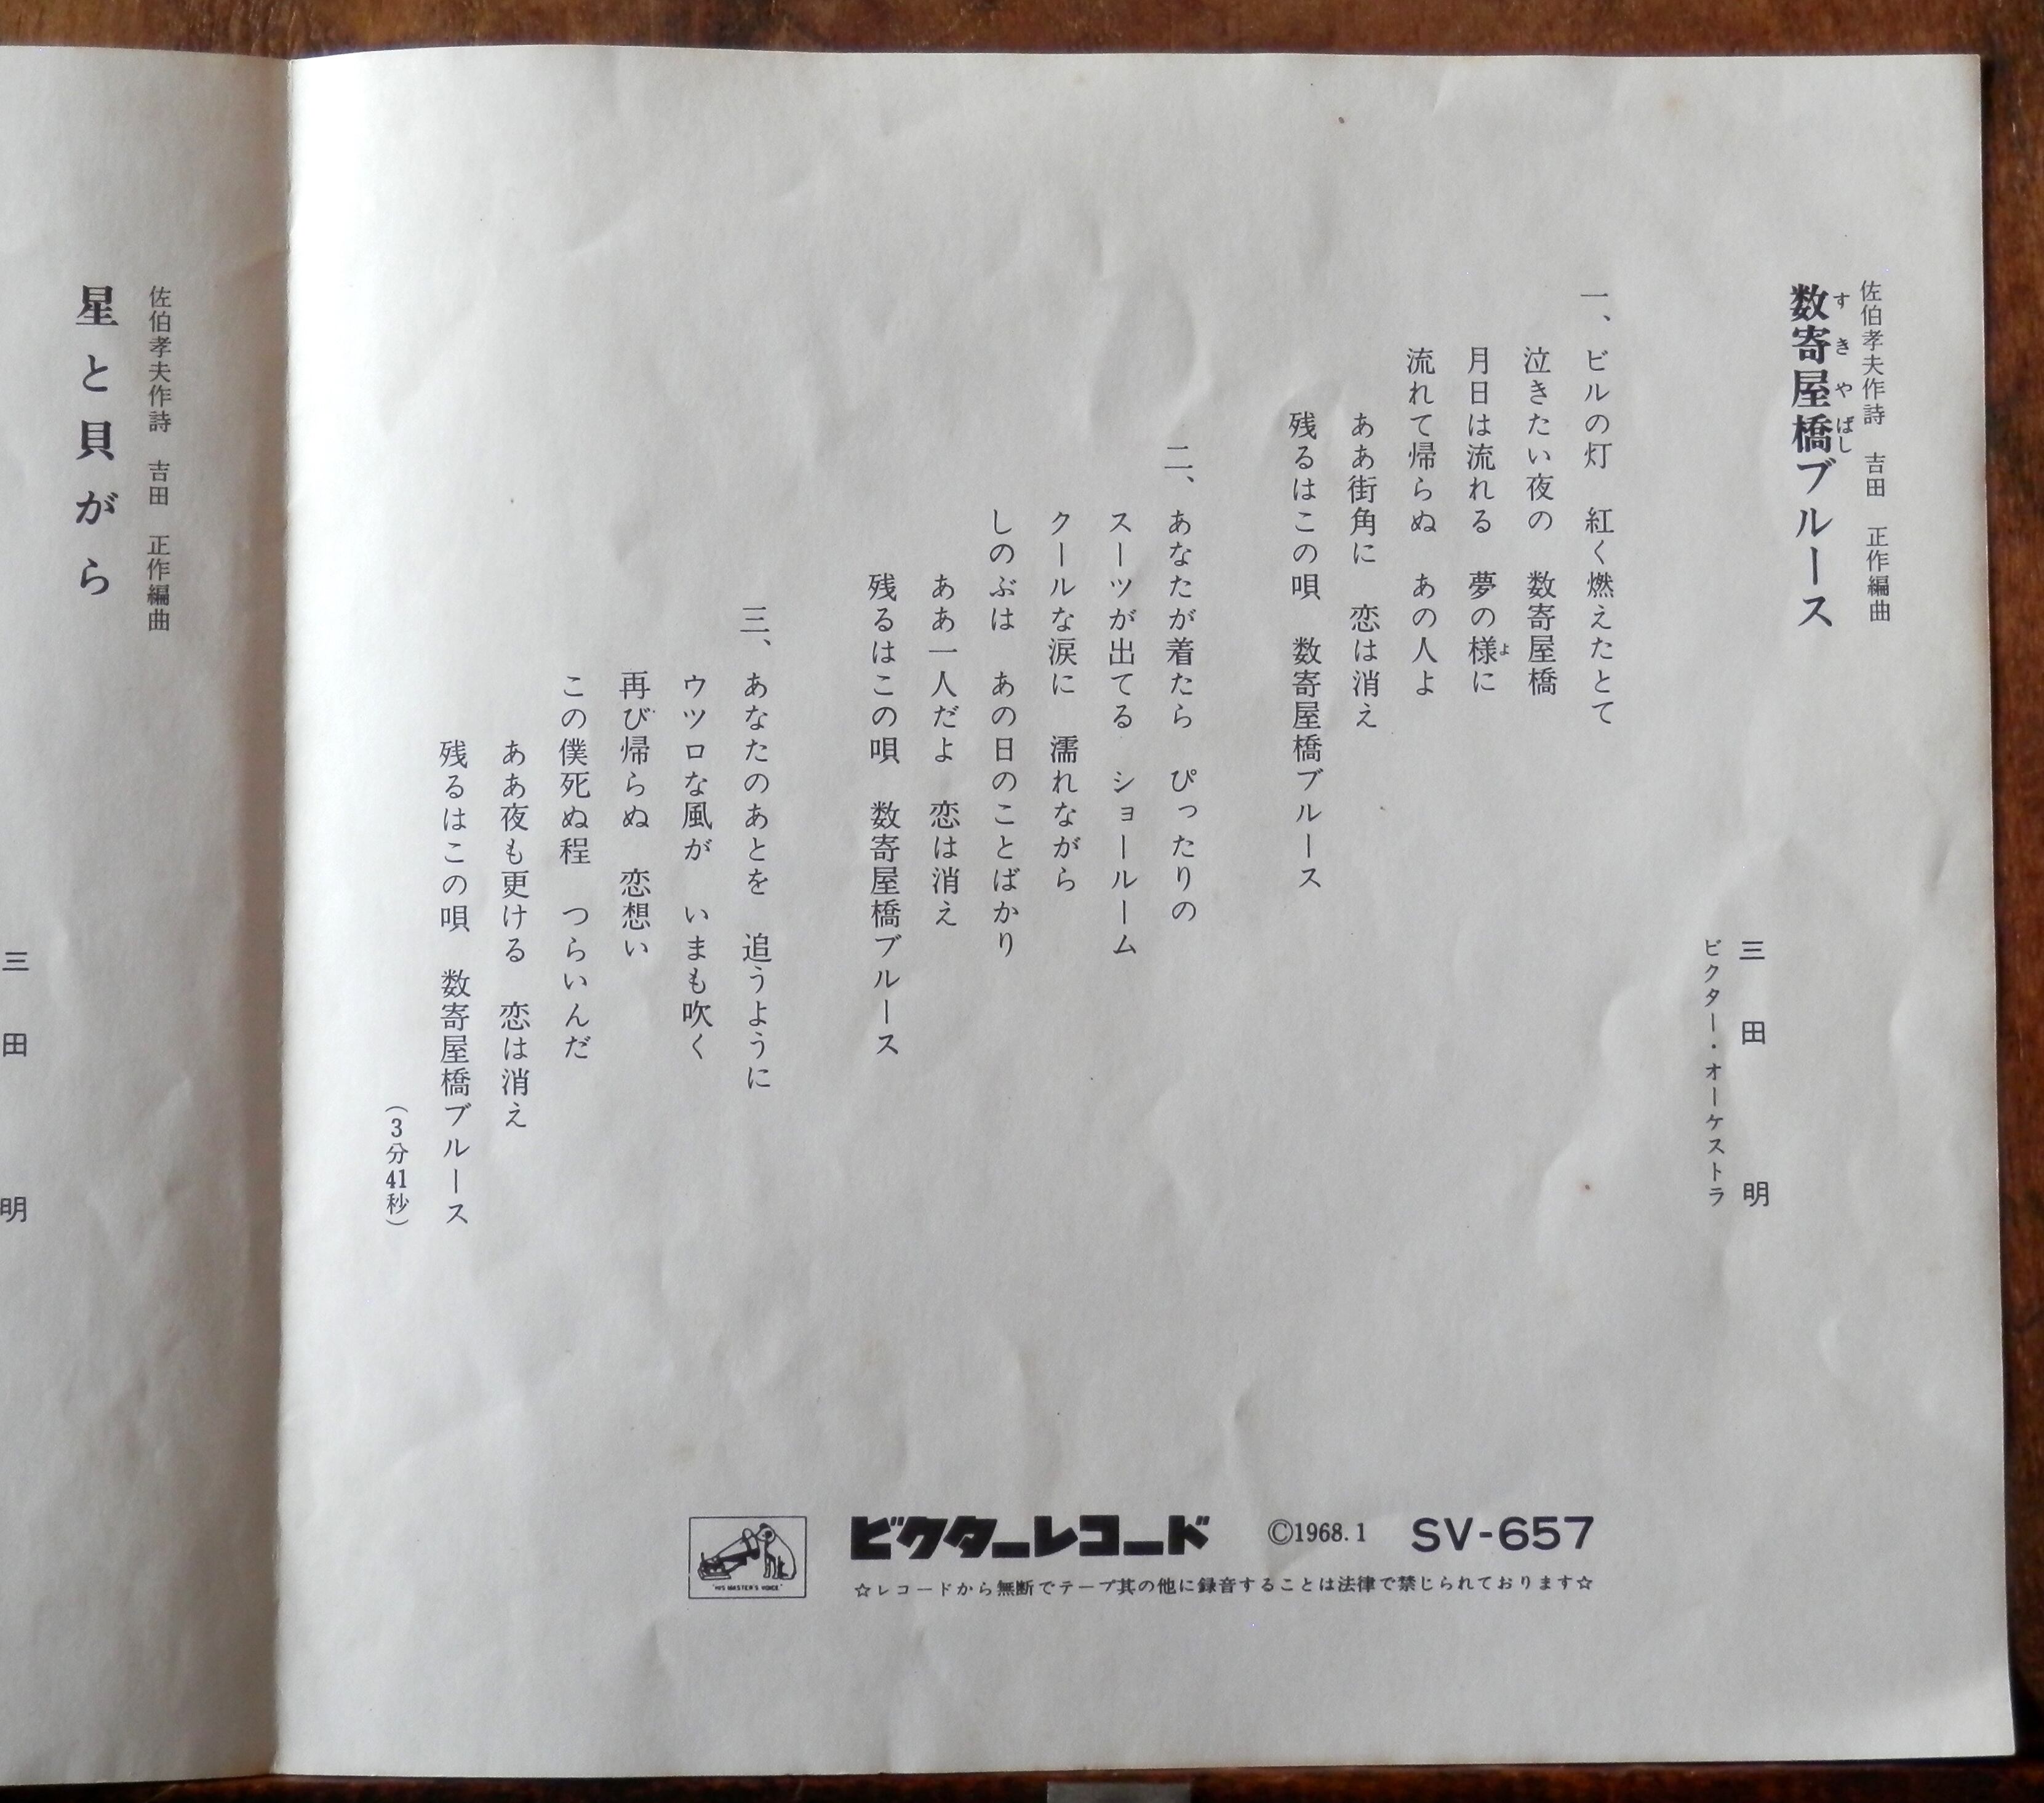 佐伯孝夫作詩 吉田 正作編曲
数寄屋橋ブルース
すきやばし
三田 明
ビクター・オーケストラ
一、ビルの灯 紅く燃えたとて
泣きたい夜の 数寄屋橋
月日は流れる 夢の様に
よ
流れて帰らぬ あの人よ
ああ街角に 恋は消え
残るはこの唄 数寄屋橋ブルース
二、あなたが着たら ぴったりの
スーツが出てる ショールーム
クールな涙に 濡れながら
しのぶは あの日のことばかり
ああ一人だよ 恋は消え
残るはこの唄 数寄屋橋ブルース
三、あなたのあとを 追うように
ウツロな風が いまも吹く
再び帰らぬ 恋想い
この僕死ぬ程 つらいんだ
ああ夜も更ける 恋は消え
残るはこの唄 数寄屋橋ブルース
(3分41秒)
"HIS MASTER'S VOICE"
ビクターレコード ©1968.1 SV-657
☆レコードから無断でテープ其の他に録音することは法律で禁じられております☆
佐伯孝夫作詩 吉田 正作編曲
星と貝がら
三田 明